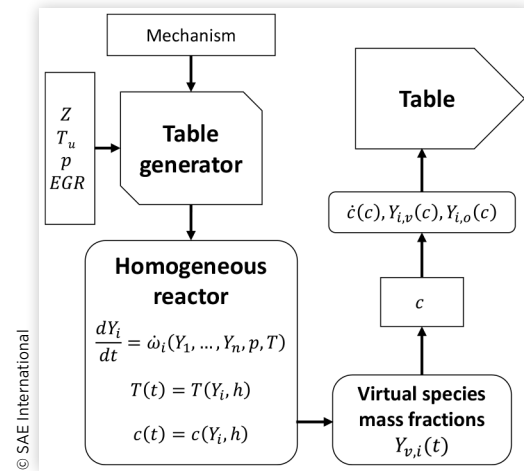 Mechanism
Z
T_u
p
EGR
Table
generator
Homogeneous
reactor
dY_i/dt = ω̇_i(Y_1, …, Y_n, p, T)
T(t) = T(Y_i, h)
c(t) = c(Y_i, h)
Virtual species
mass fractions
Y_{v,i}(t)
c
ċ(c), Y_{i,v}(c), Y_{i,o}(c)
Table
© SAE International